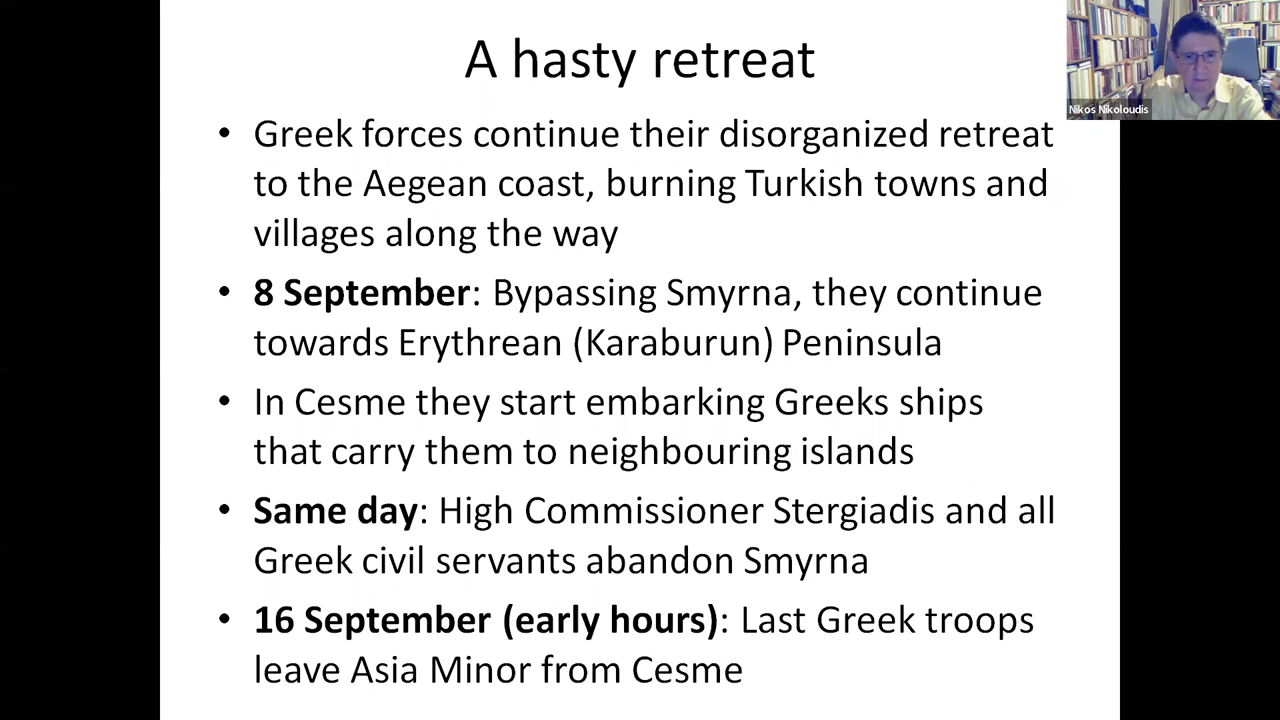 A hasty retreat
Nikos Nikoloudis
• Greek forces continue their disorganized retreat
to the Aegean coast, burning Turkish towns and
villages along the way
• 8 September: Bypassing Smyrna, they continue
towards Erythrean (Karaburun) Peninsula
• In Cesme they start embarking Greeks ships
that carry them to neighbouring islands
• Same day: High Commissioner Stergiadis and all
Greek civil servants abandon Smyrna
• 16 September (early hours): Last Greek troops
leave Asia Minor from Cesme